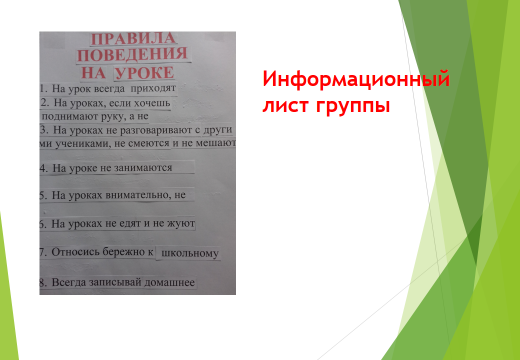 ПРАВИЛА
ПОВЕДЕНИЯ
НА УРОКЕ
1. На урок всегда приходят
2. На уроках, если хочешь
поднимают руку, а не
3. На уроках не разговаривают с други
ми учениками, не смеются и не мешают
4. На уроке не занимаются
5. На уроках внимательно, не
6. На уроках не едят и не жуют
7. Относись бережно к школьному
8. Всегда записывай домашнее
Информационный
лист группы